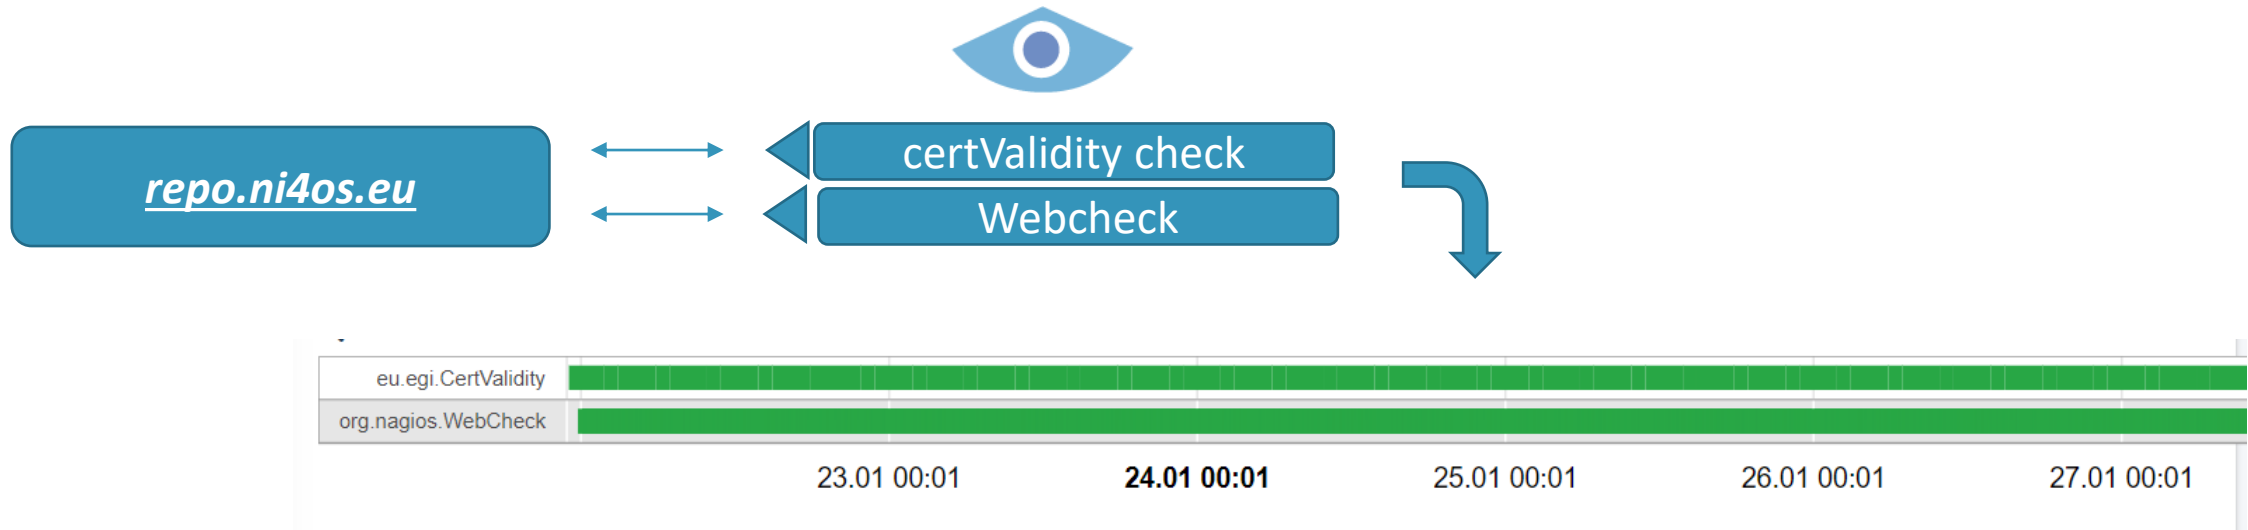 certValidity check
repo.ni4os.eu
Webcheck
eu.egi.CertValidity
org.nagios.WebCheck
23.01 00:01 24.01 00:01 25.01 00:01 26.01 00:01 27.01 00:01